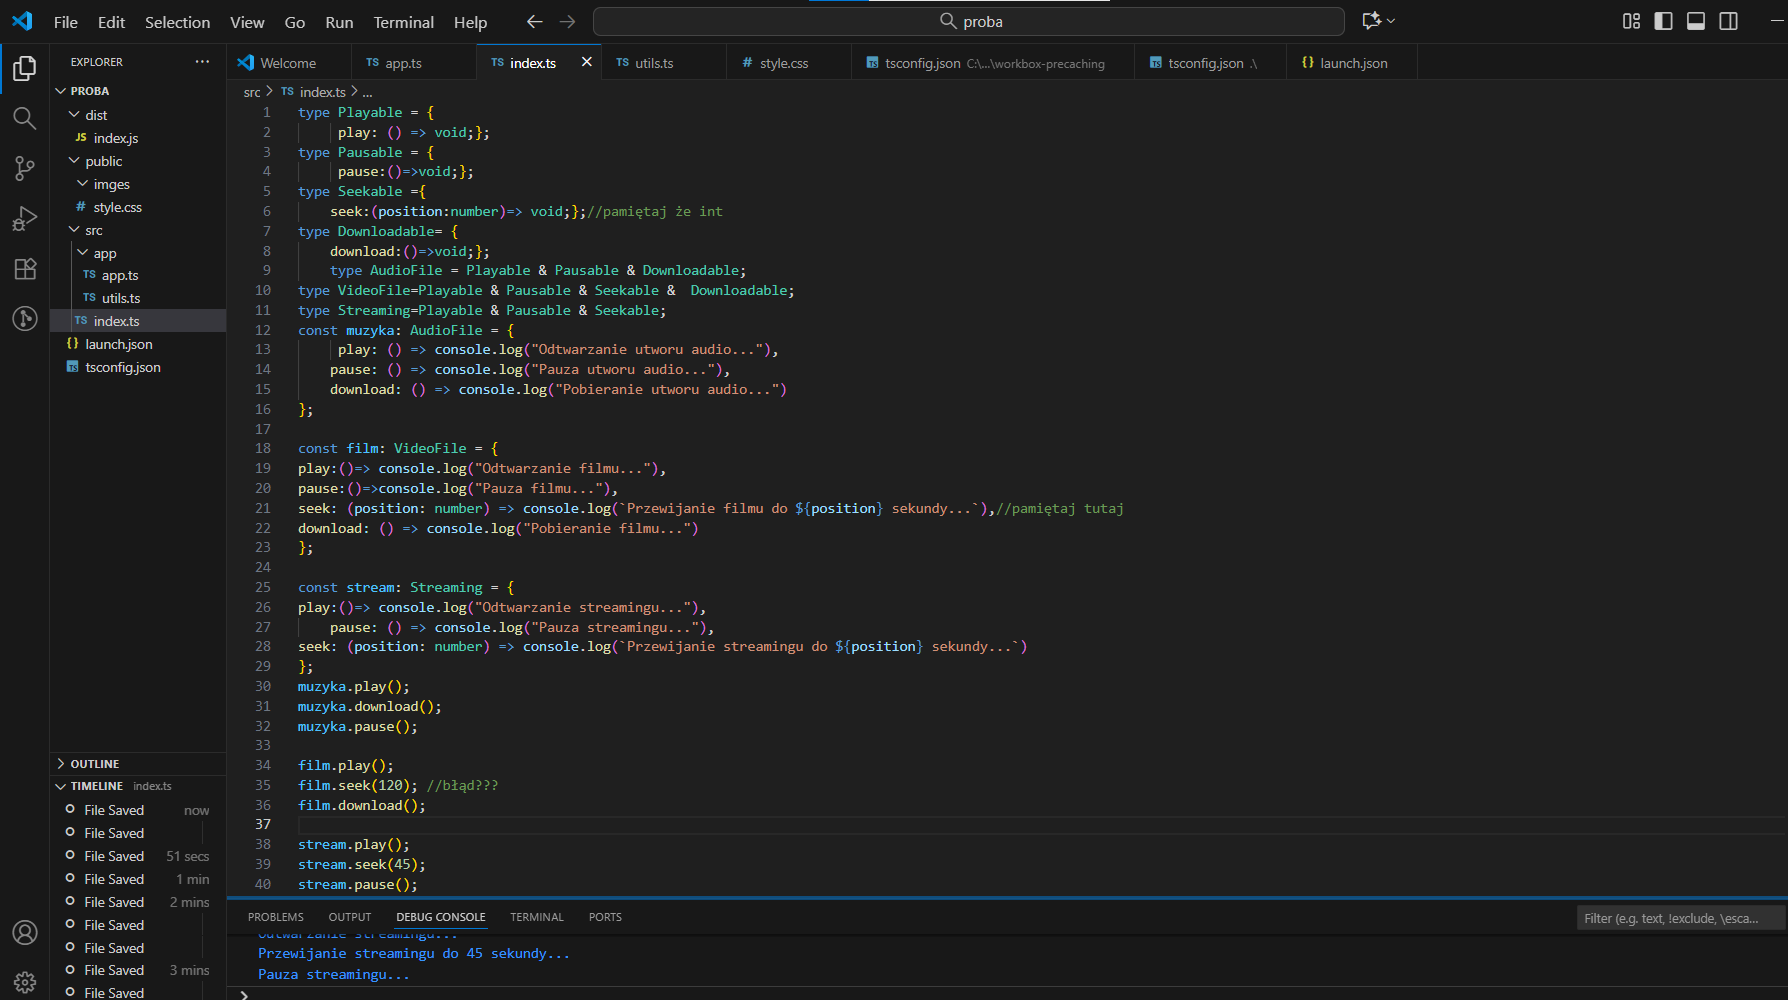 File Edit Selection View Go Run Terminal Help
proba
EXPLORER
Welcome
TS app.ts
TS index.ts
TS utils.ts
# style.css
tsconfig.json C:\...\workbox-precaching
tsconfig.json .\
{} launch.json
PROBA
dist
JS index.js
public
imges
# style.css
src
app
TS app.ts
TS utils.ts
TS index.ts
{} launch.json
tsconfig.json
OUTLINE
TIMELINE index.ts
File Saved now
File Saved
File Saved 51 secs
File Saved 1 min
File Saved 2 mins
File Saved
File Saved
File Saved 3 mins
File Saved
src > TS index.ts > ...
1 type Playable = {
2 play: () => void;};
3 type Pausable = {
4 pause:()=>void;};
5 type Seekable ={
6 seek:(position:number)=> void;};//pamiętaj że int
7 type Downloadable= {
8 download:()=>void;};
9 type AudioFile = Playable & Pausable & Downloadable;
10 type VideoFile=Playable & Pausable & Seekable &  Downloadable;
11 type Streaming=Playable & Pausable & Seekable;
12 const muzyka: AudioFile = {
13 play: () => console.log("Odtwarzanie utworu audio..."),
14 pause: () => console.log("Pauza utworu audio..."),
15 download: () => console.log("Pobieranie utworu audio...")
16 };
17
18 const film: VideoFile = {
19 play:()=> console.log("Odtwarzanie filmu..."),
20 pause:()=>console.log("Pauza filmu..."),
21 seek: (position: number) => console.log(`Przewijanie filmu do ${position} sekundy...`),//pamiętaj tutaj
22 download: () => console.log("Pobieranie filmu...")
23 };
24
25 const stream: Streaming = {
26 play:()=> console.log("Odtwarzanie streamingu..."),
27 pause: () => console.log("Pauza streamingu..."),
28 seek: (position: number) => console.log(`Przewijanie streamingu do ${position} sekundy...`)
29 };
30 muzyka.play();
31 muzyka.download();
32 muzyka.pause();
33
34 film.play();
35 film.seek(120); //błąd???
36 film.download();
37
38 stream.play();
39 stream.seek(45);
40 stream.pause();
PROBLEMS OUTPUT DEBUG CONSOLE TERMINAL PORTS
Filter (e.g. text, !exclude, \esca...
Odtwarzanie streamingu...
Przewijanie streamingu do 45 sekundy...
Pauza streamingu...